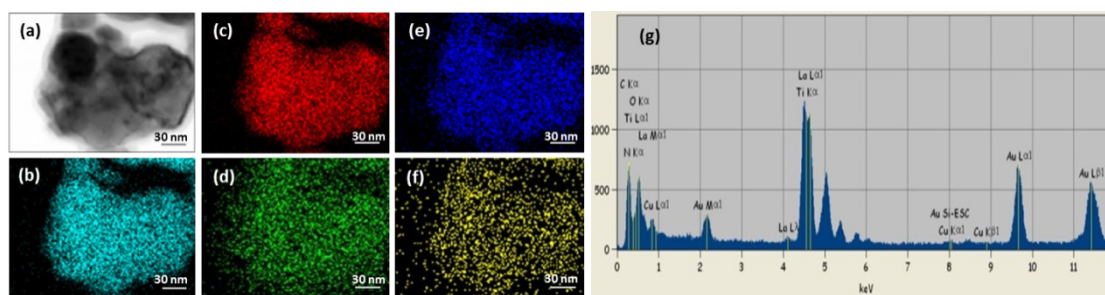 (a)
30 nm
(c)
30 nm
(e)
30 nm
(b)
30 nm
(d)
30 nm
(f)
30 nm
(g)
1500
1000
500
0
C Kα
O Kα
Ti Lα1
La Mα1
N Kα
Cu Lα1
Au Mα1
La Lα1
Ti Kα
La Lλ
Au Si-ESC
Cu Kα1
Cu Kβ1
Au Lα1
Au Lβ1
0 1 2 3 4 5 6 7 8 9 10 11
keV